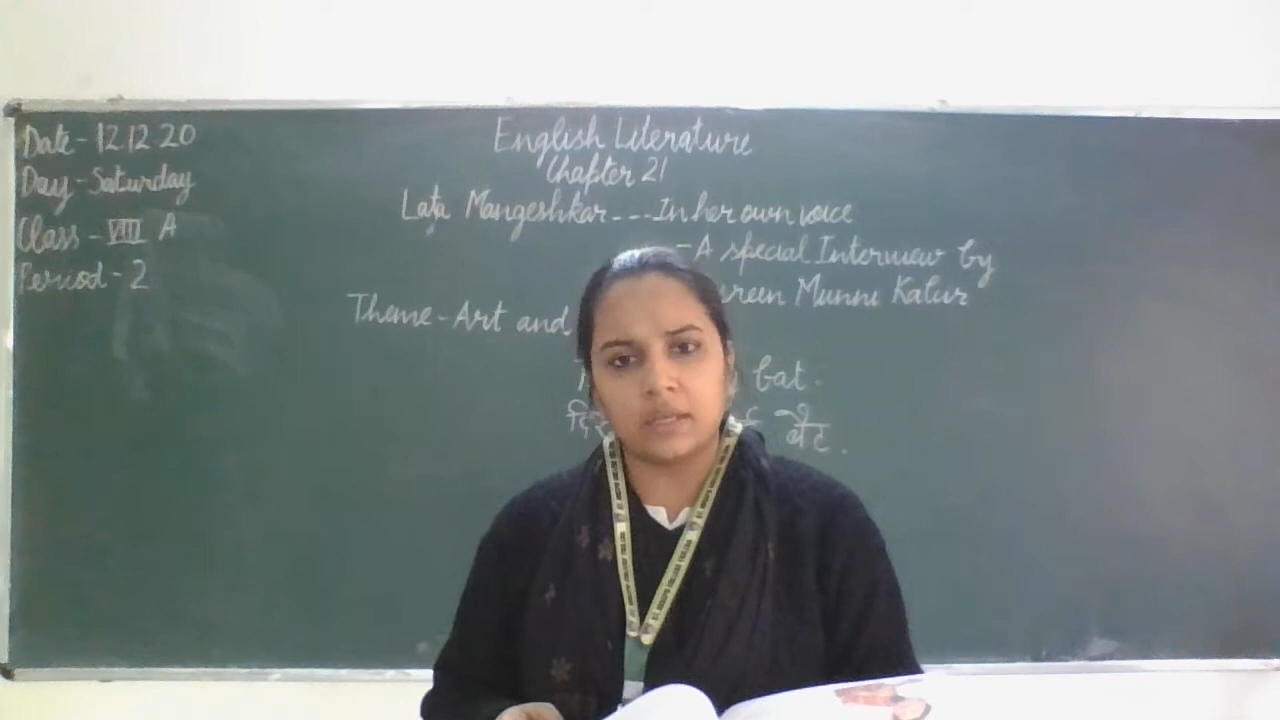 Date - 12.12.20
Day - Saturday
Class - VIII A
Period - 2
English Literature
Chapter 21
Lata Mangeshkar --- In her own voice
- A special Interview by
Munni Kabir
Theme - Art and
bat.
बैट.